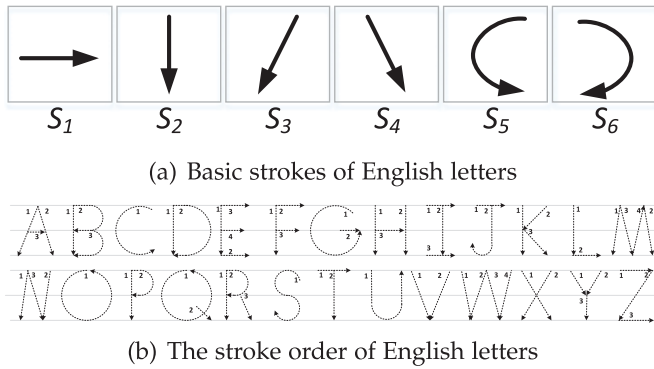 S1 S2 S3 S4 S5 S6
(a) Basic strokes of English letters
A B C D E F G H I J K L M
N O P Q R S T U V W X Y Z
(b) The stroke order of English letters